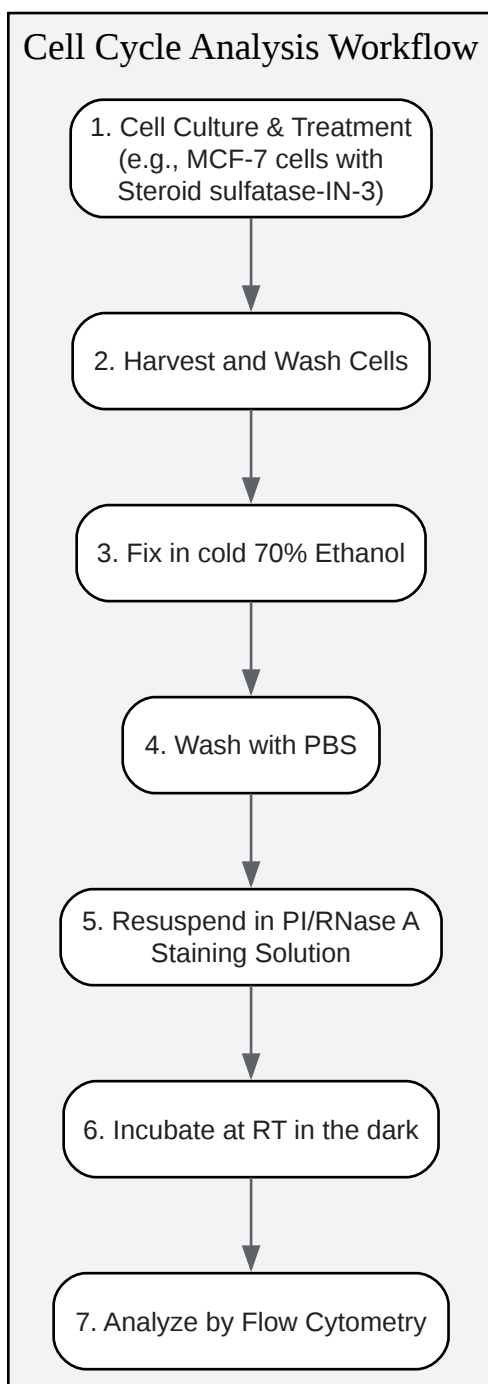 Cell Cycle Analysis Workflow
1. Cell Culture & Treatment
(e.g., MCF-7 cells with
Steroid sulfatase-IN-3)
2. Harvest and Wash Cells
3. Fix in cold 70% Ethanol
4. Wash with PBS
5. Resuspend in PI/RNase A
Staining Solution
6. Incubate at RT in the dark
7. Analyze by Flow Cytometry